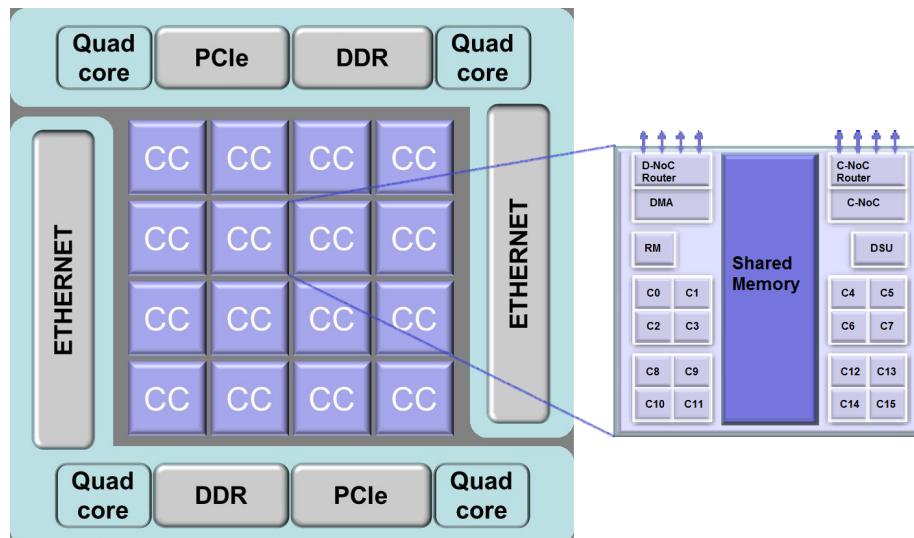 Quad
core
PCIe
DDR
Quad
core
ETHERNET
CC CC CC CC
CC CC CC CC
CC CC CC CC
CC CC CC CC
ETHERNET
Quad
core
DDR
PCIe
Quad
core
D-NoC
Router
DMA
RM
C0 C1
C2 C3
C8 C9
C10 C11
Shared
Memory
C-NoC
Router
C-NoC
DSU
C4 C5
C6 C7
C12 C13
C14 C15